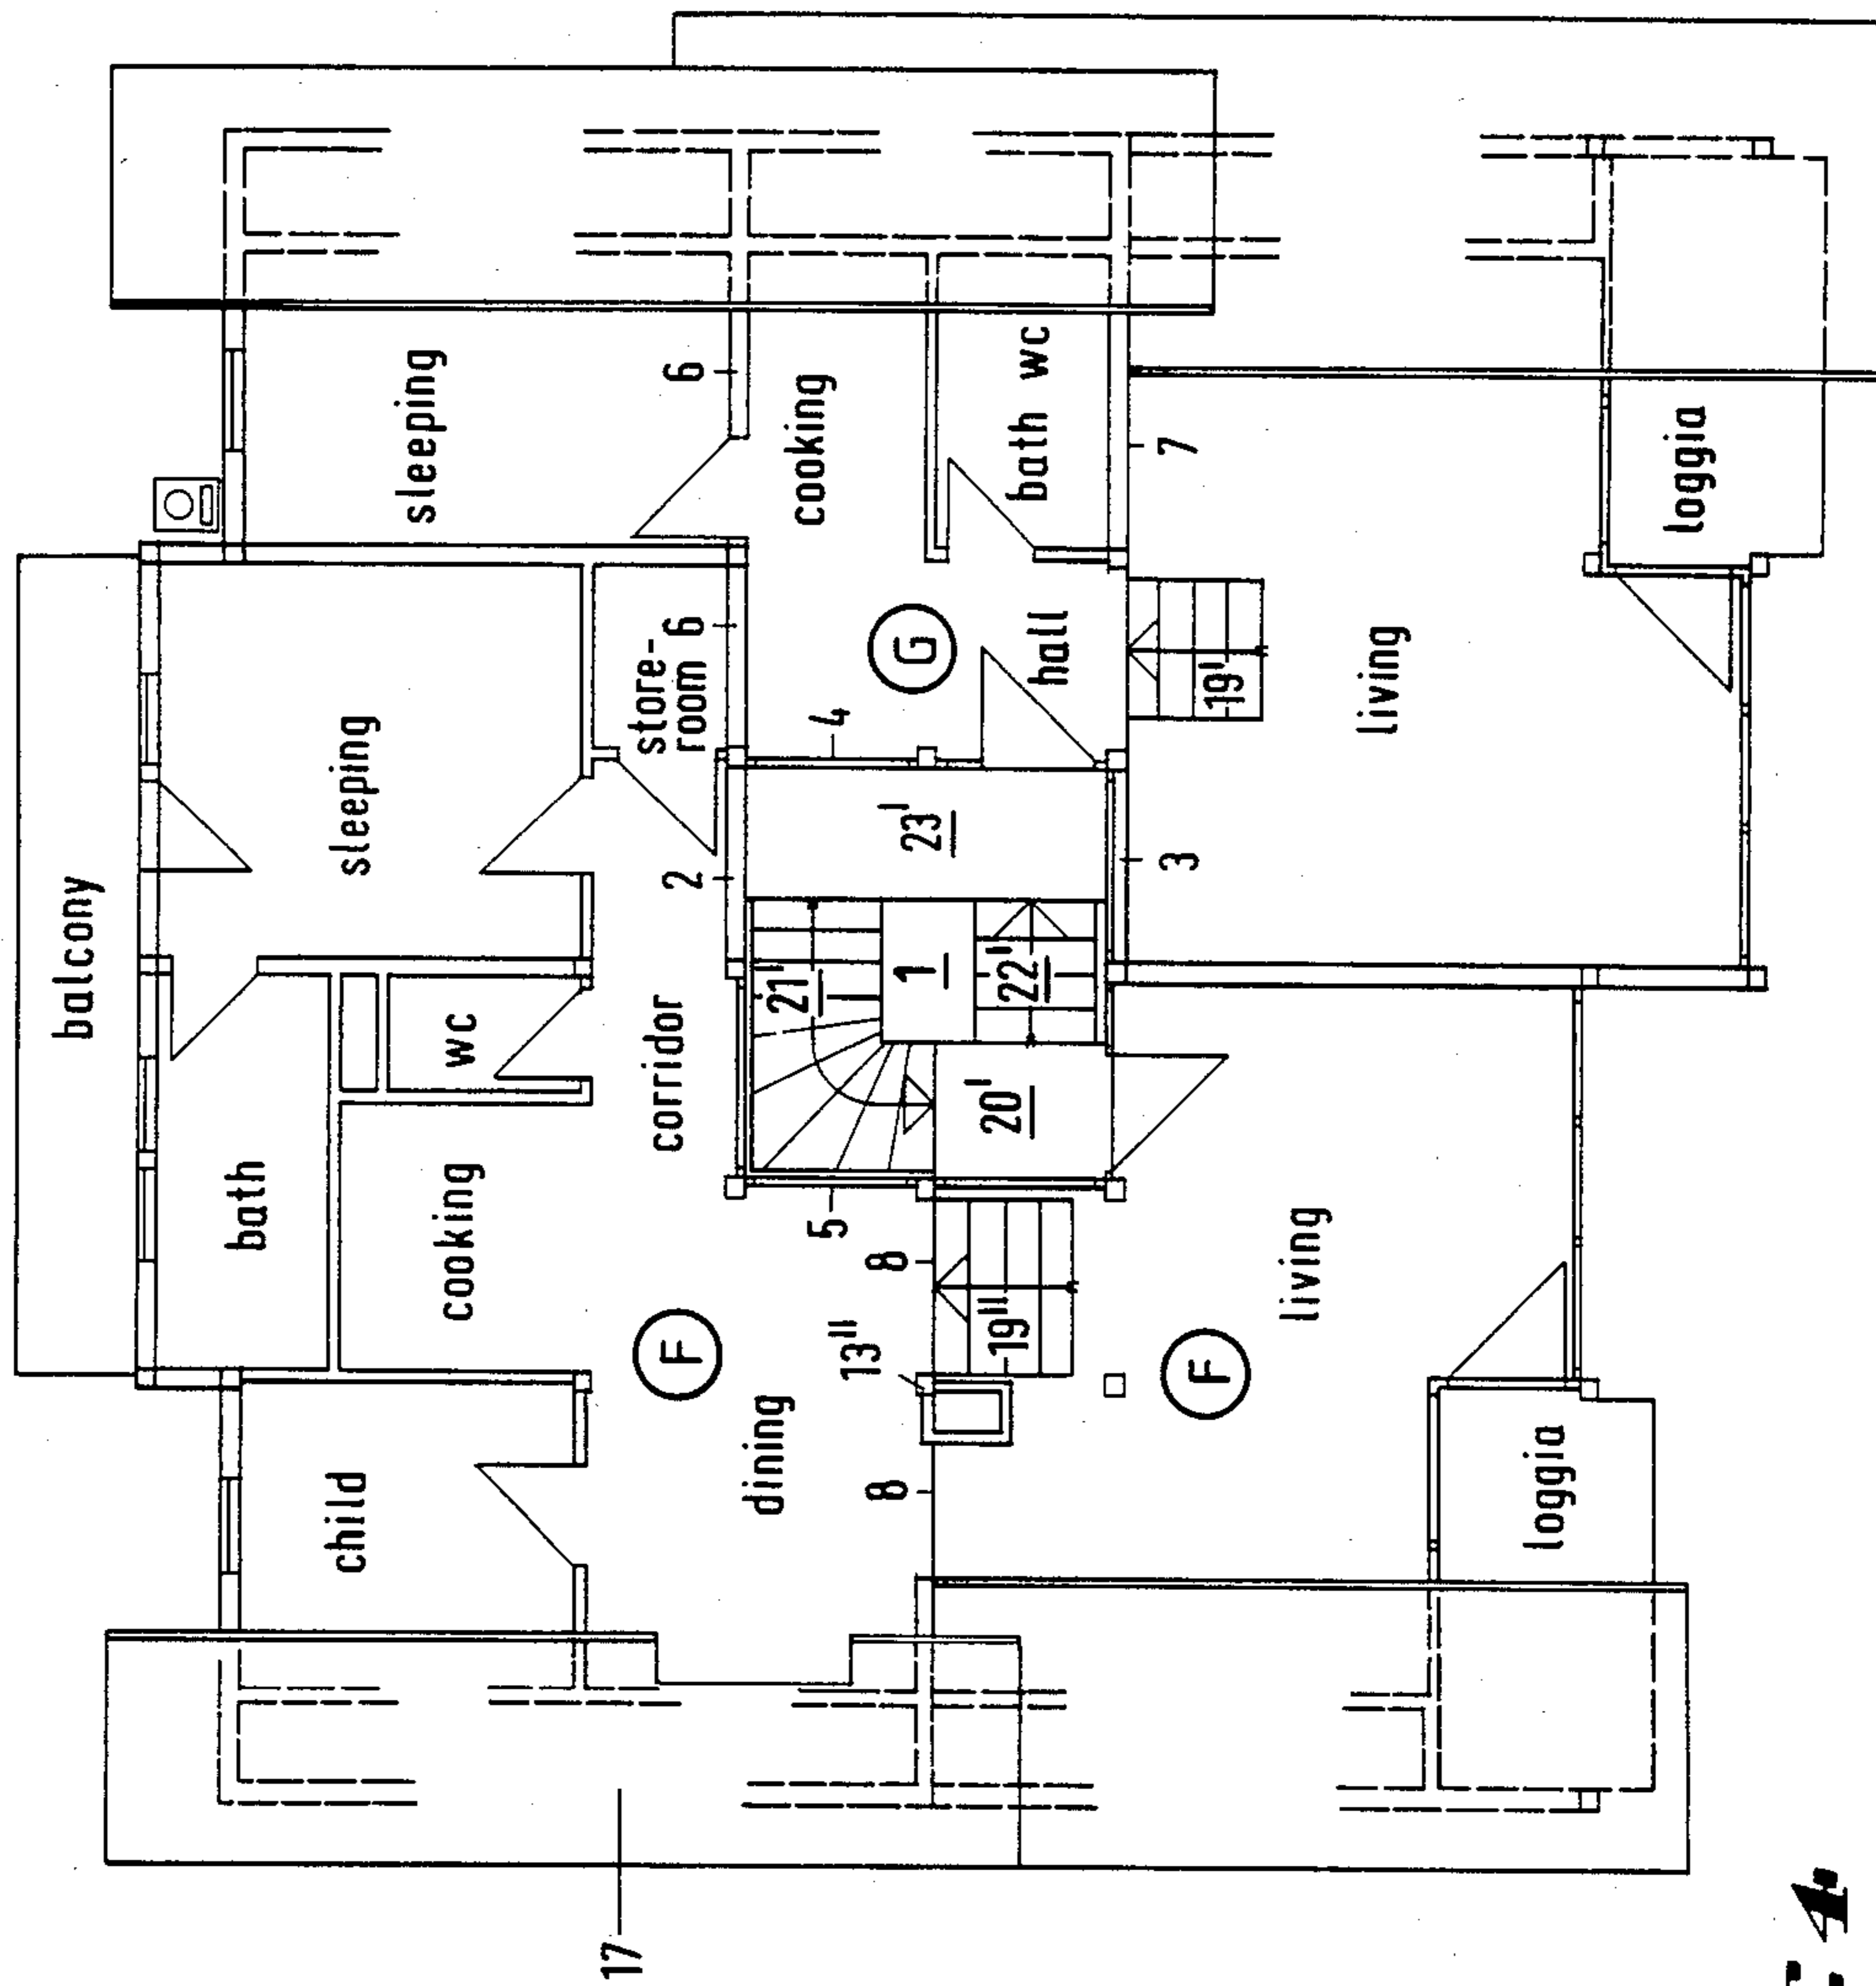 balcony
bath
sleeping
sleeping
child
cooking
wc
store-
room
6
6
corridor
2
cooking
dining
F
5
21'
1
23'
4
G
8
8
13"
22'
20'
hall
bath wc
19"
3
7
19'
F
living
living
loggia
loggia
17
4